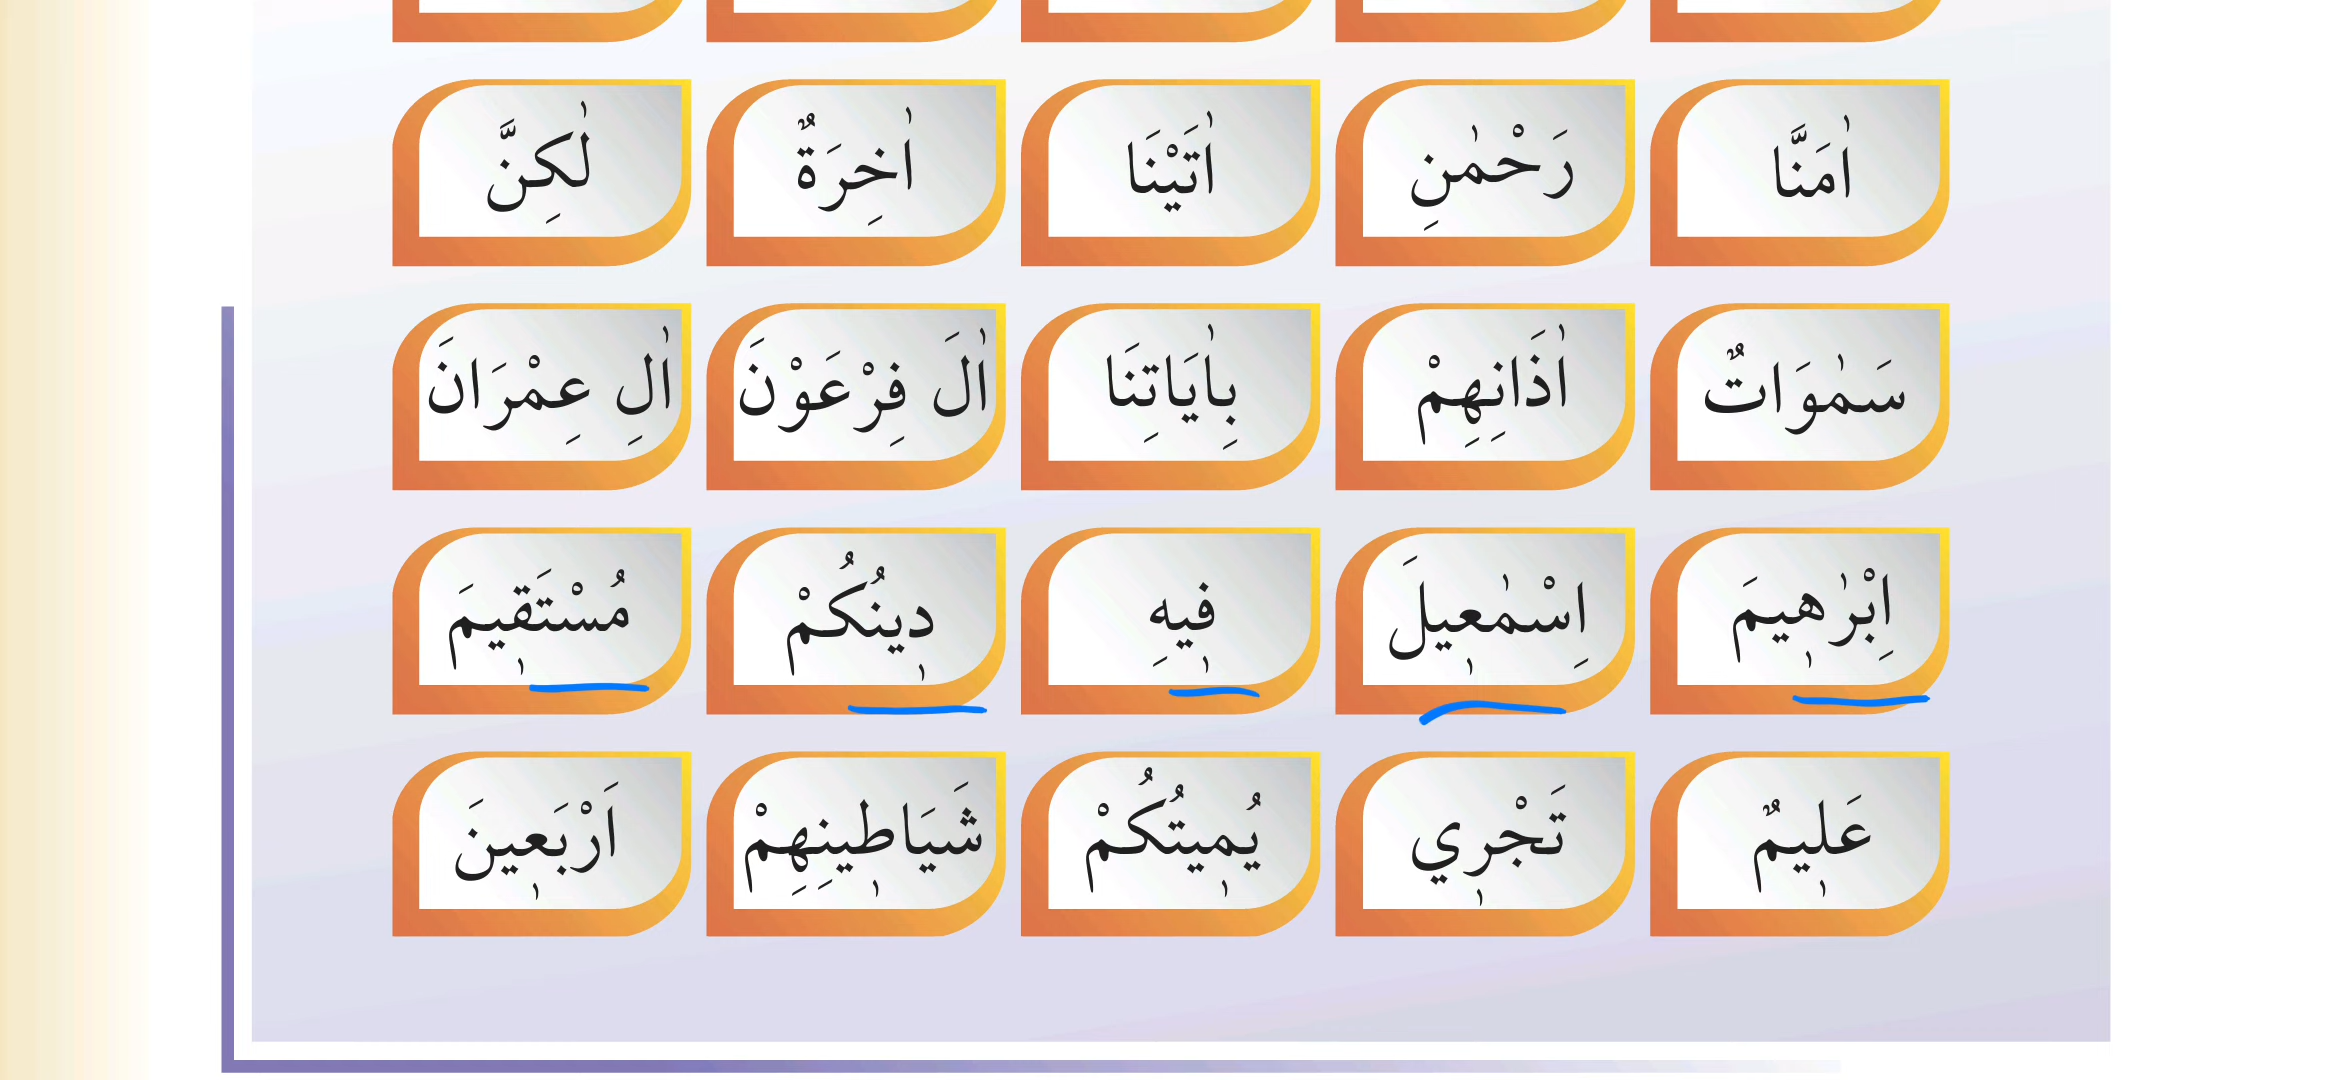 اٰمَنَّا رَحْمٰنِ اٰتَيْنَا اٰخِرَةٌ لٰكِنَّ
سَمٰوَاتٌ اٰذَانِهِمْ بِاٰيَاتِنَا اٰلَ فِرْعَوْنَ اٰلِ عِمْرَانَ
اِبْرٰهٖيمَ اِسْمٰعٖيلَ فٖيهِ دٖينُكُمْ مُسْتَقٖيمَ
عَلٖيمٌ تَجْرٖي يُمٖيتُكُمْ شَيَاطٖينِهِمْ اَرْبَعٖينَ